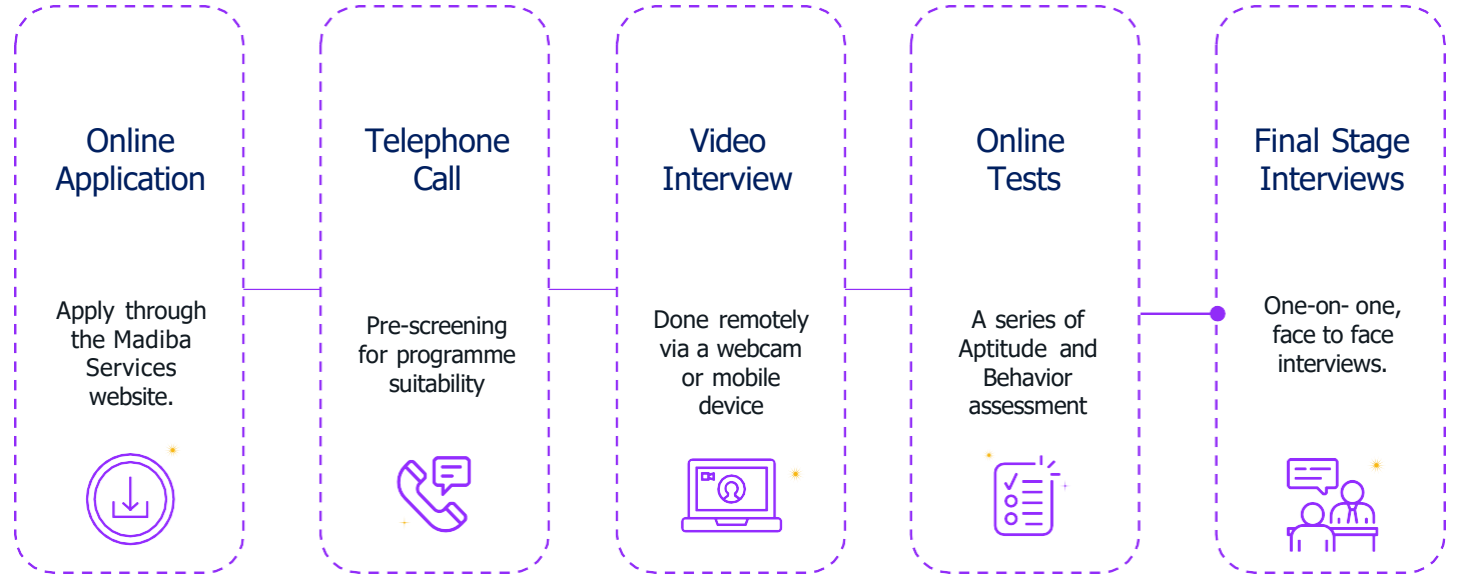 Online
Application
Apply through
the Madiba
Services
website.
Telephone
Call
Pre-screening
for programme
suitability
Video
Interview
Done remotely
via a webcam
or mobile
device
Online
Tests
A series of
Aptitude and
Behavior
assessment
Final Stage
Interviews
One-on- one,
face to face
interviews.